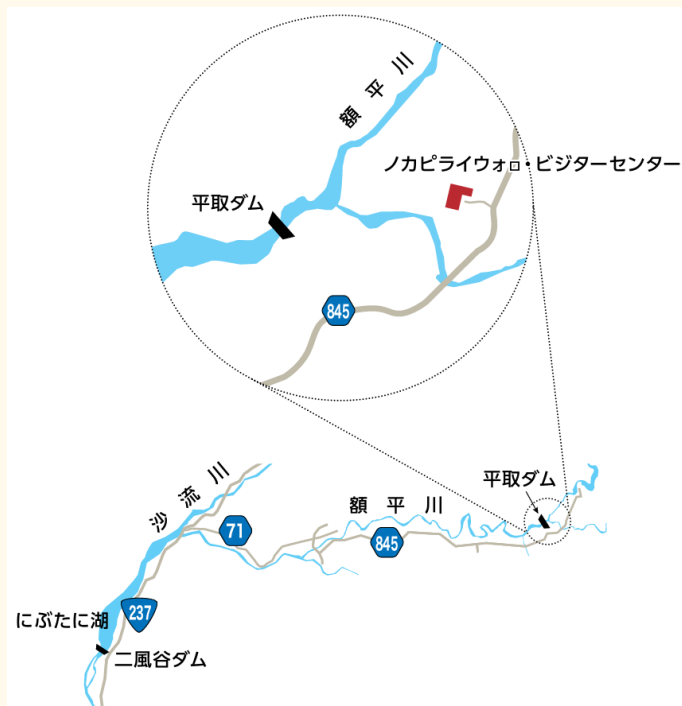 額平川
ノカピライウォㇿ・ビジターセンター
平取ダム
845
平取ダム
沙流川
額平川
71
845
237
にぶたに湖
二風谷ダム